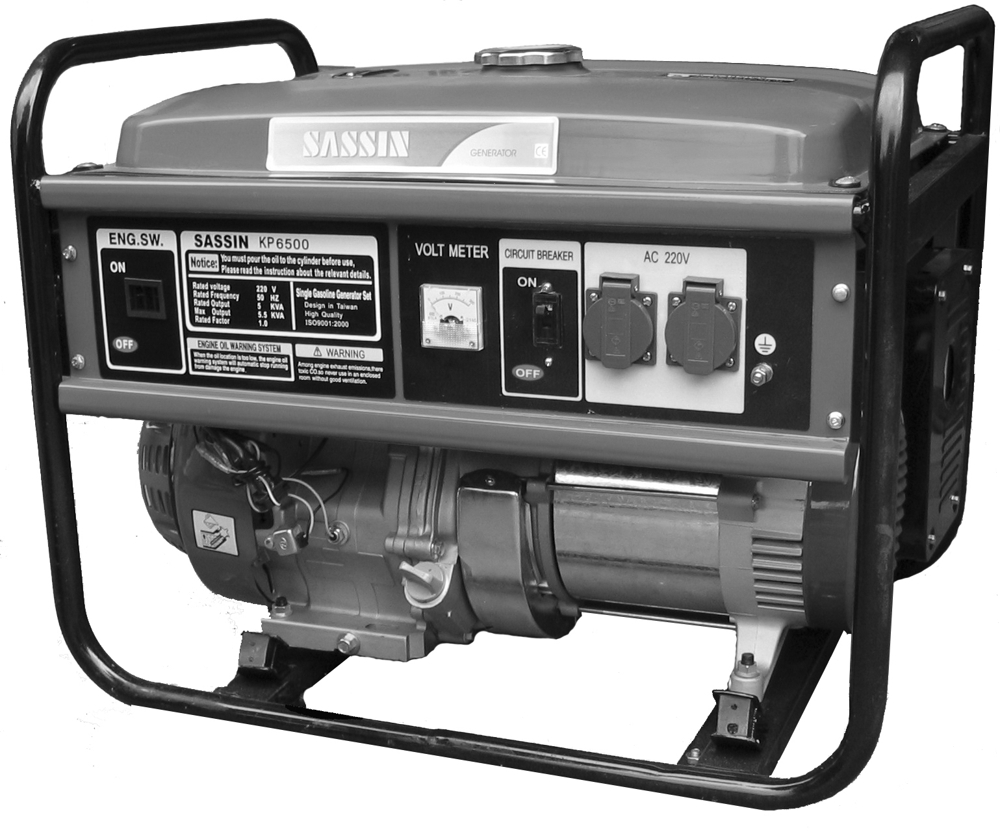 SASSIN
GENERATOR
CE
ENG.SW.
ON
OFF
SASSIN KP6500
Notice:
You must pour the oil to the cylinder before use,
Please read the instruction about the relevant details.
Rated voltage 220 V
Rated Frequency 50 HZ
Rated Output 5 KVA
Max Output 5.5 KVA
Rated Factor 1.0
Single Gasoline Generator Set
Design in Taiwan
High Quality
ISO9001:2000
ENGINE OIL WARNING SYSTEM
When the oil location is too low, the engine oil
warning system will automatic stop running
from damage the engine.
WARNING
Among engine exhaust emissions,there
toxic CO.so never use in an enclosed
room without good ventilation.
VOLT METER
V
CIRCUIT BREAKER
ON
OFF
AC 220V